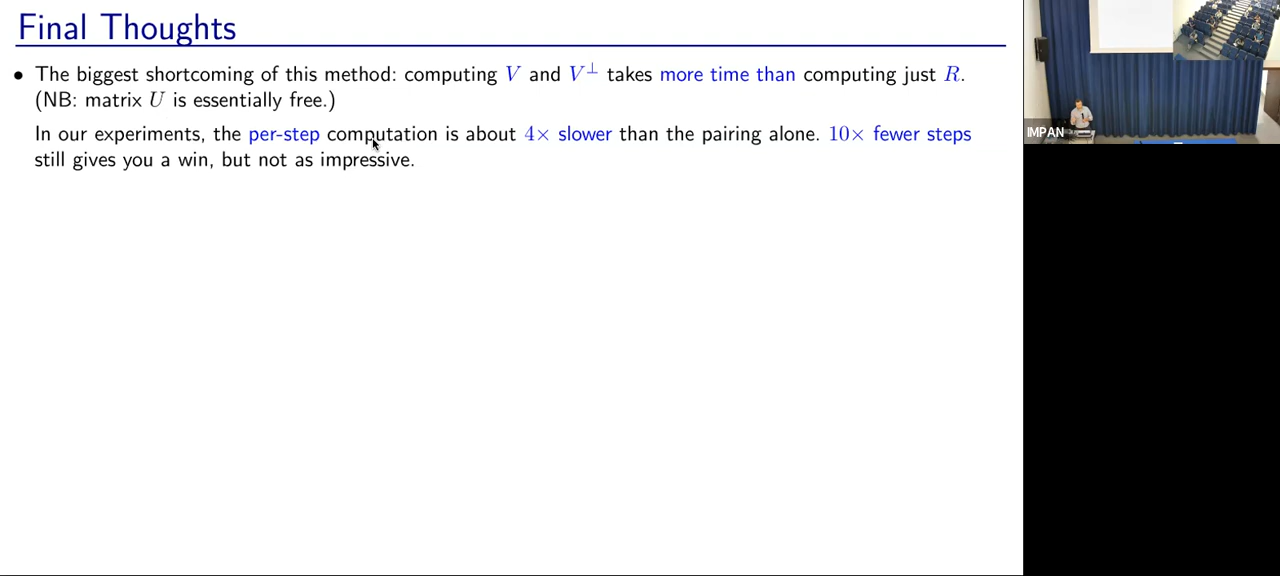 Final Thoughts
• The biggest shortcoming of this method: computing V and V⊥ takes more time than computing just R.
(NB: matrix U is essentially free.)
In our experiments, the per-step computation is about 4× slower than the pairing alone. 10× fewer steps
still gives you a win, but not as impressive.
IMPAN